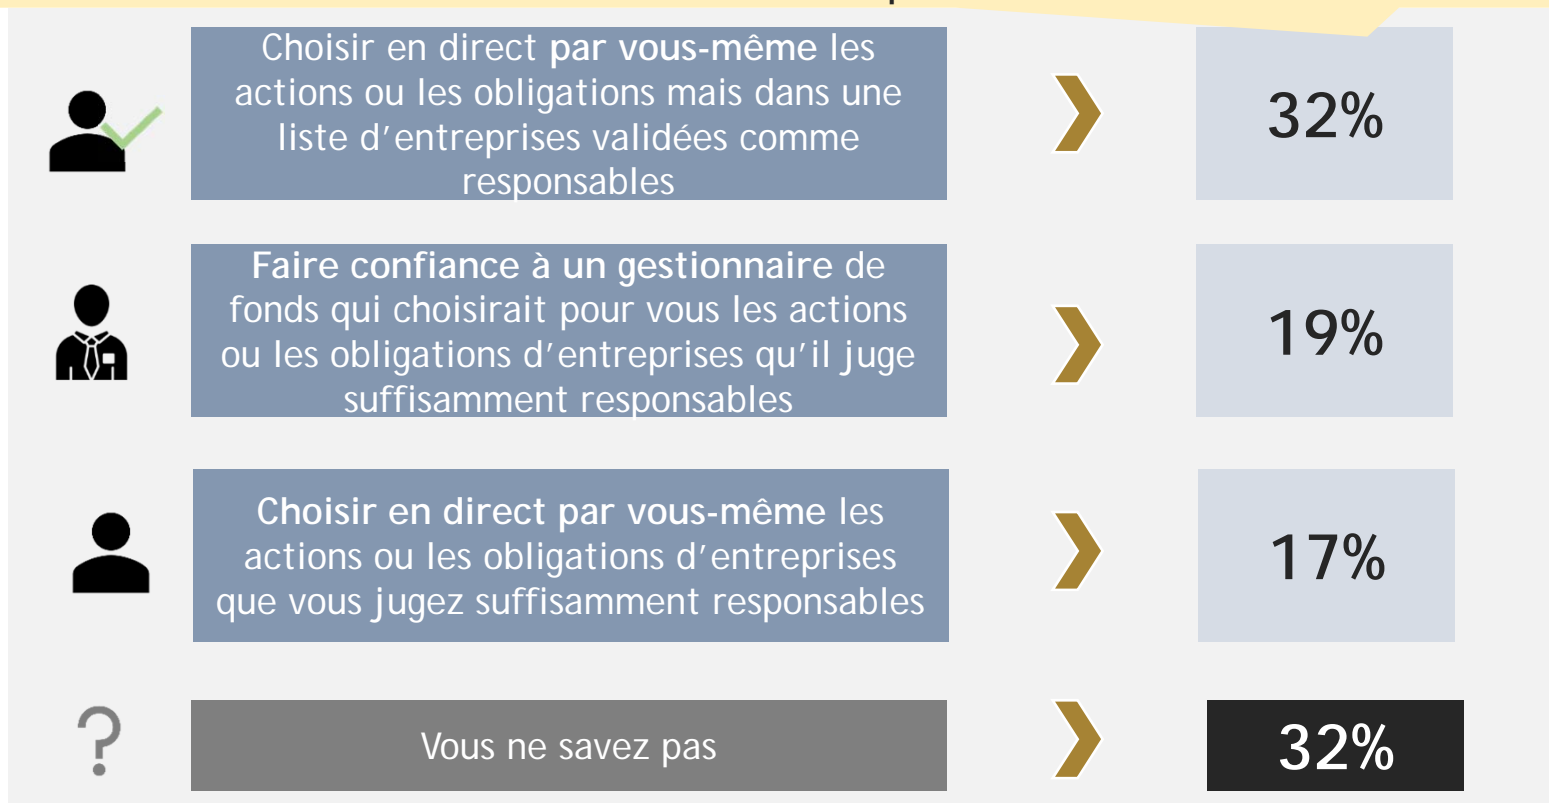 Choisir en direct par vous-même les
actions ou les obligations mais dans une
liste d’entreprises validées comme
responsables
32%
Faire confiance à un gestionnaire de
fonds qui choisirait pour vous les actions
ou les obligations d’entreprises qu’il juge
suffisamment responsables
19%
Choisir en direct par vous-même les
actions ou les obligations d’entreprises
que vous jugez suffisamment responsables
17%
Vous ne savez pas
32%